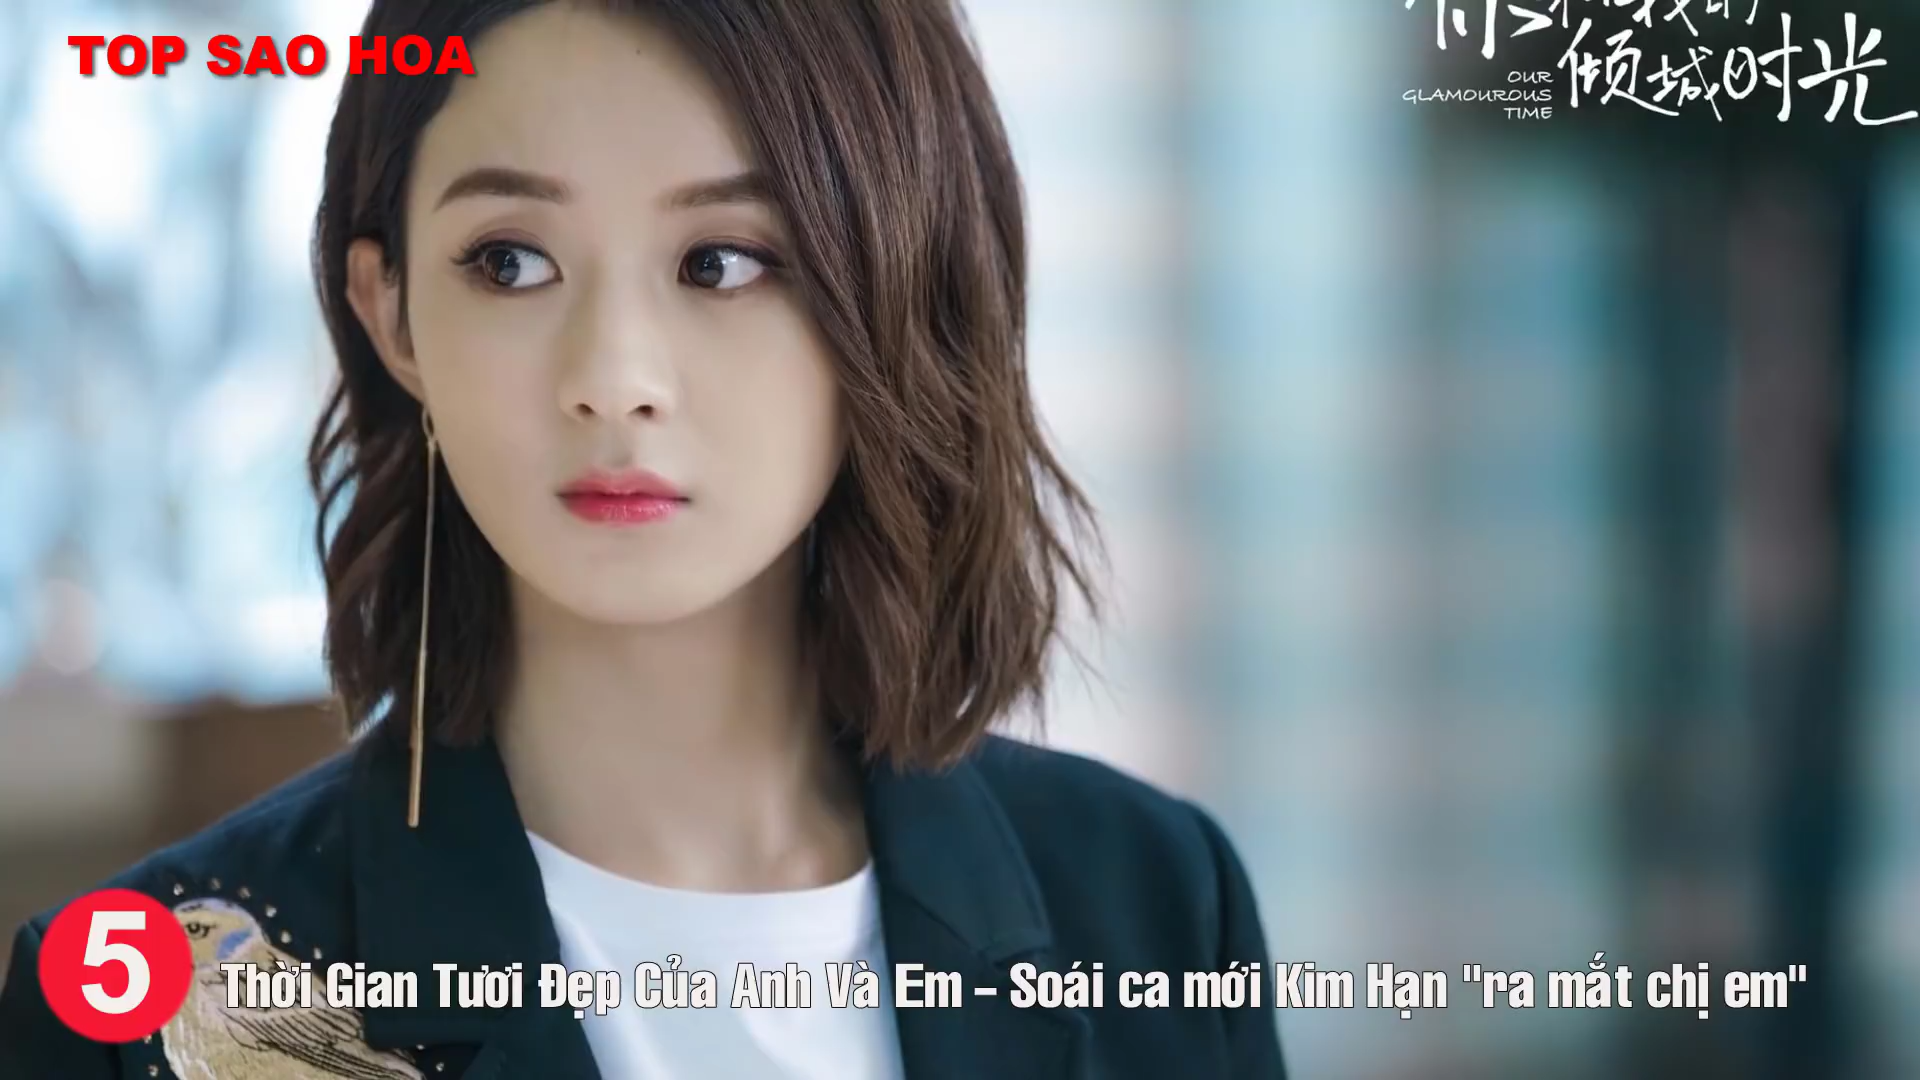 TOP SAO HOA
倾城时光
OUR
GLAMOUROUS
TIME
5
Thời Gian Tươi Đẹp Của Anh Và Em – Soái ca mới Kim Hạn "ra mắt chị em"